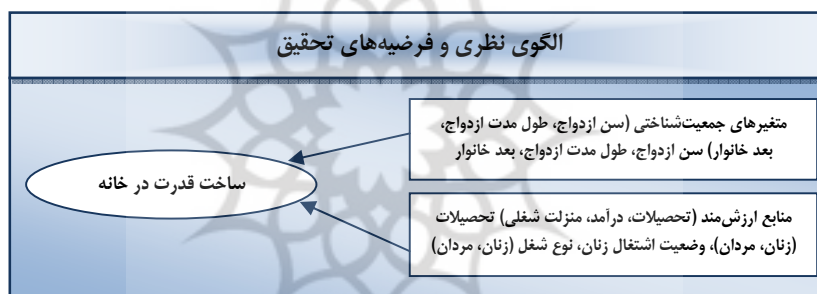 الگوی نظری و فرضیه‌های تحقیق
متغیرهای جمعیت‌شناختی (سن ازدواج، طول مدت ازدواج،
بعد خانوار) سن ازدواج، طول مدت ازدواج، بعد خانوار
ساخت قدرت در خانه
منابع ارزش‌مند (تحصیلات، درآمد، منزلت شغلی) تحصیلات
(زنان، مردان)، وضعیت اشتغال زنان، نوع شغل (زنان، مردان)